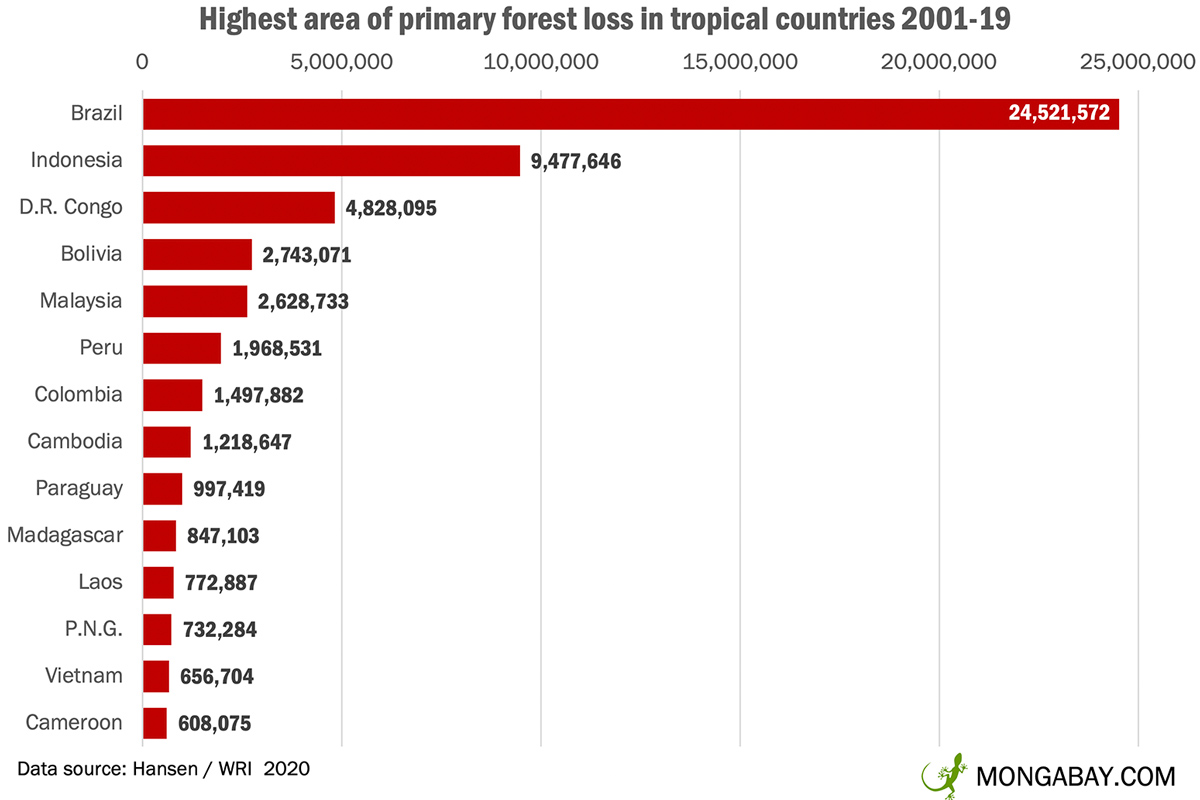 Highest area of primary forest loss in tropical countries 2001-19
0 5,000,000 10,000,000 15,000,000 20,000,000 25,000,000
Brazil 24,521,572
Indonesia 9,477,646
D.R. Congo 4,828,095
Bolivia 2,743,071
Malaysia 2,628,733
Peru 1,968,531
Colombia 1,497,882
Cambodia 1,218,647
Paraguay 997,419
Madagascar 847,103
Laos 772,887
P.N.G. 732,284
Vietnam 656,704
Cameroon 608,075
Data source: Hansen / WRI 2020
MONGABAY.COM